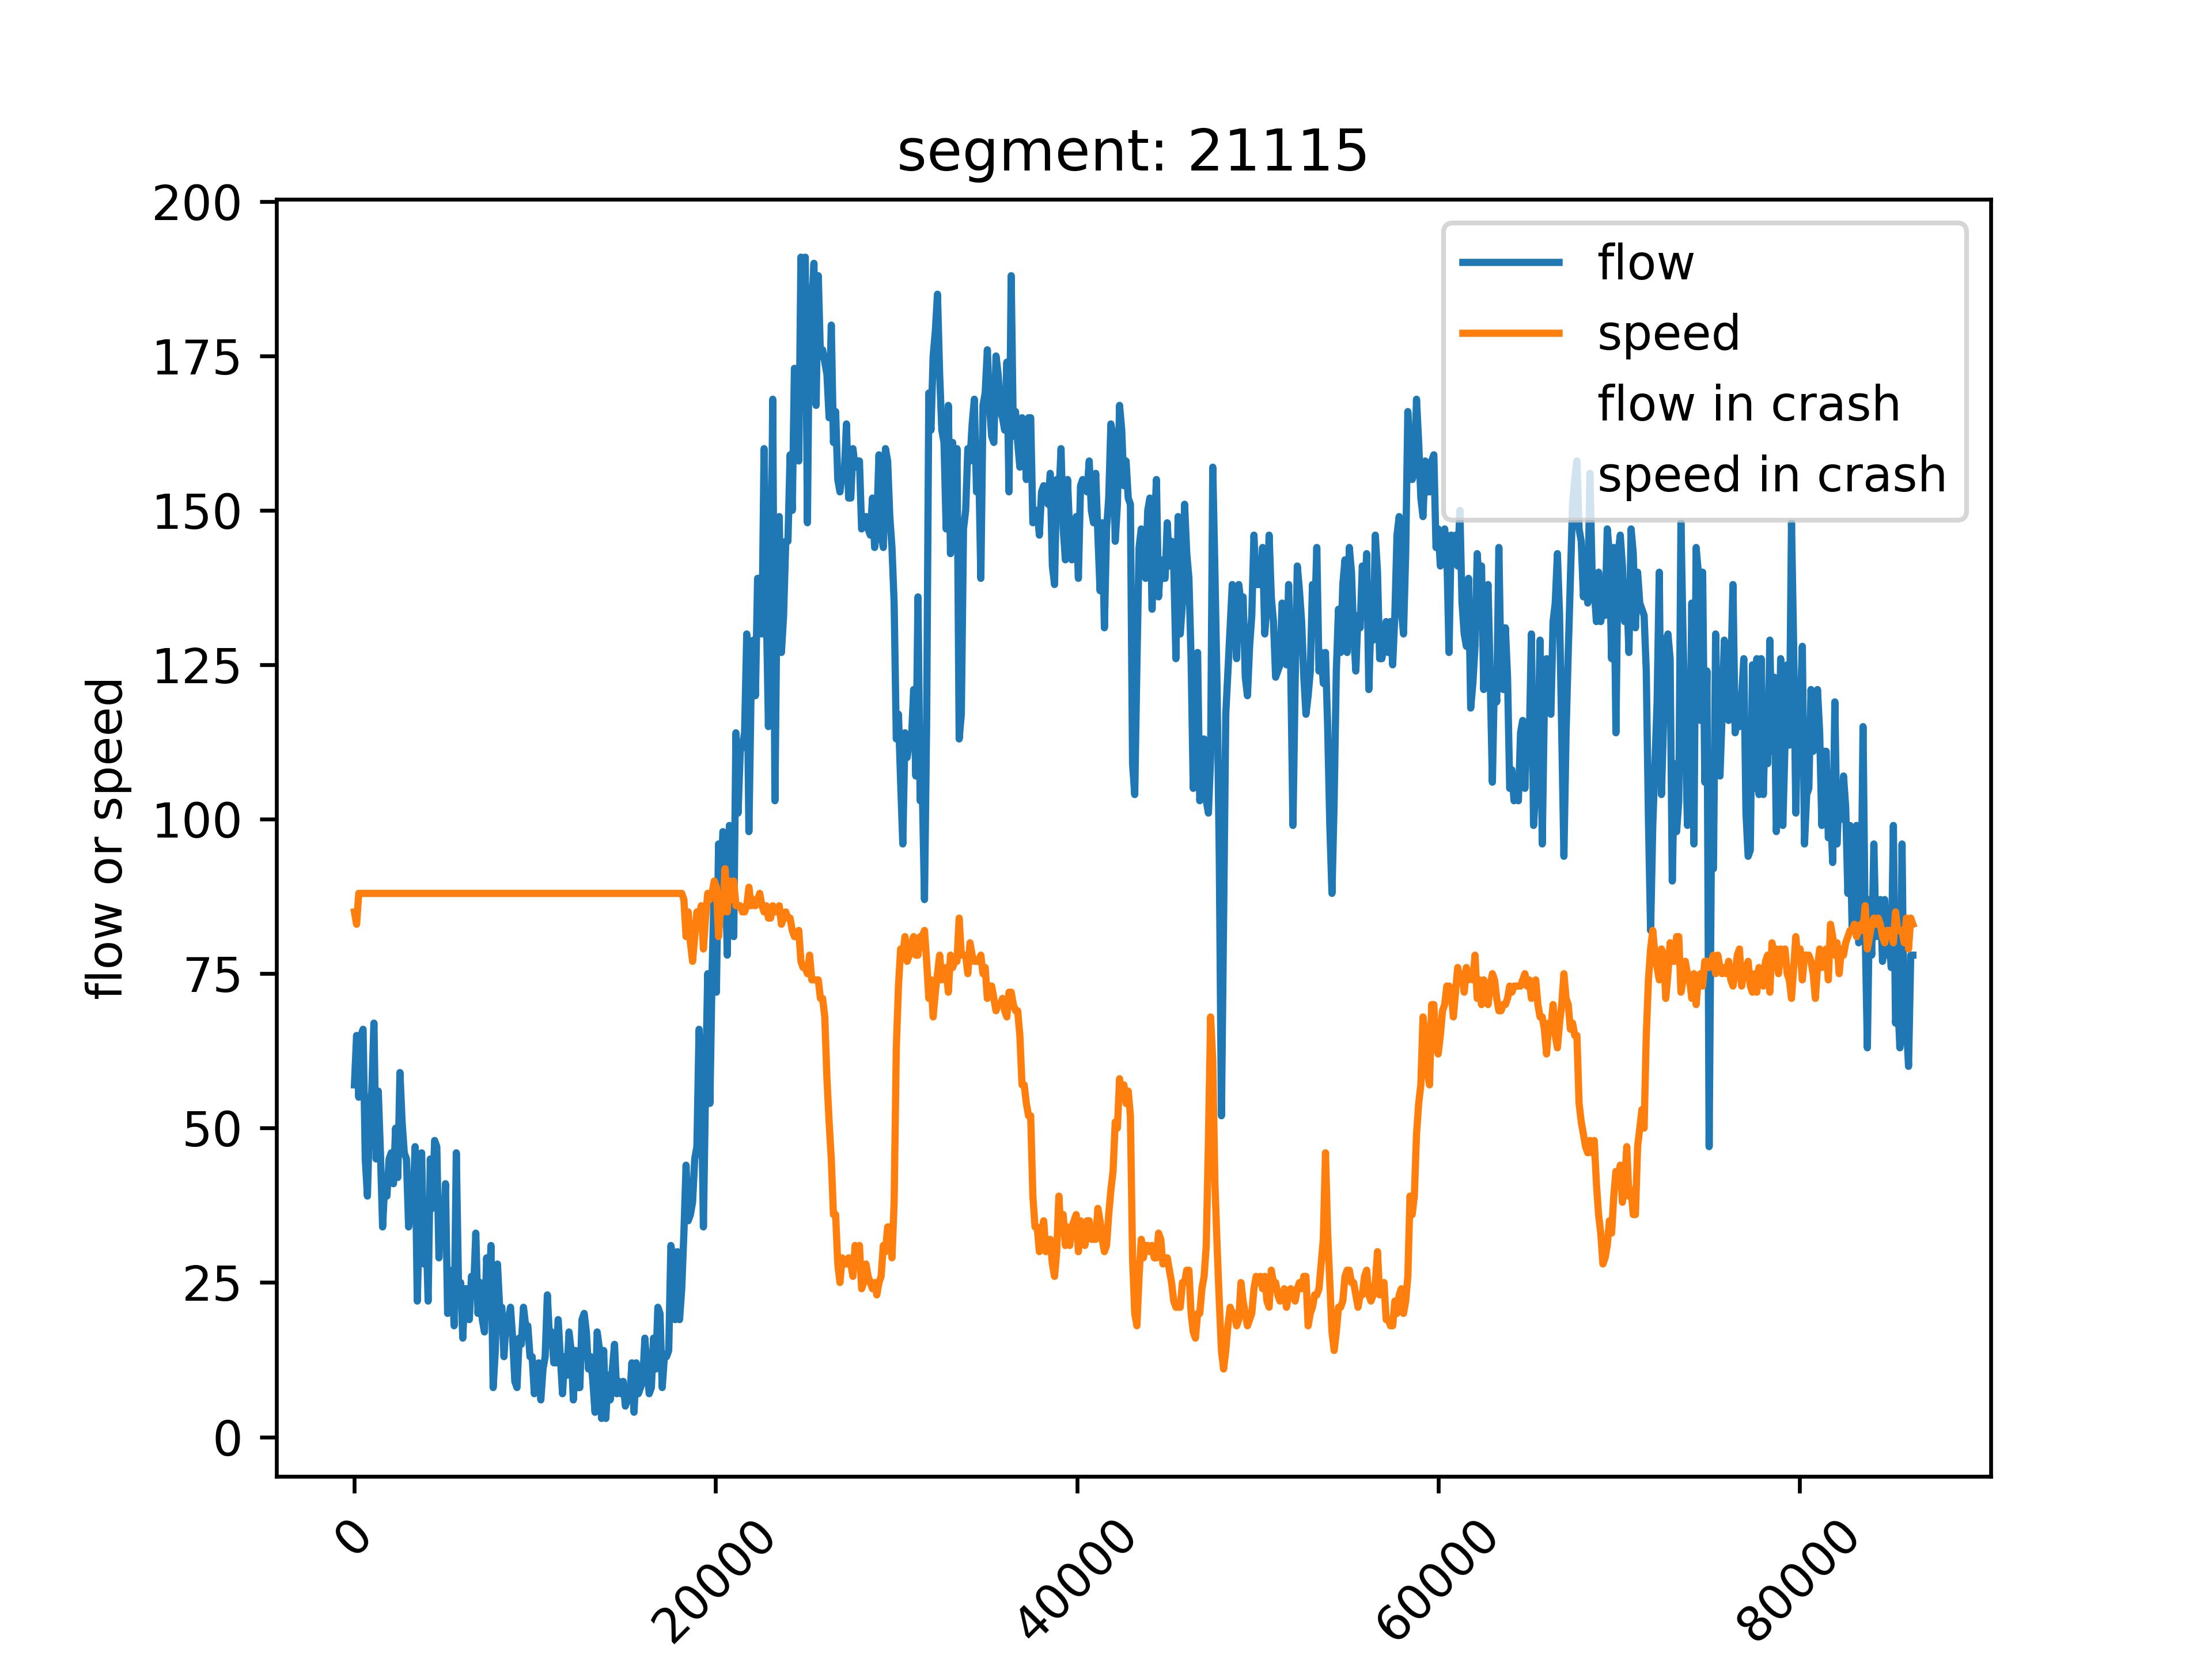 segment: 21115
200
175
150
125
100
75
50
25
0
flow or speed
flow
speed
flow in crash
speed in crash
0
20000
40000
60000
80000